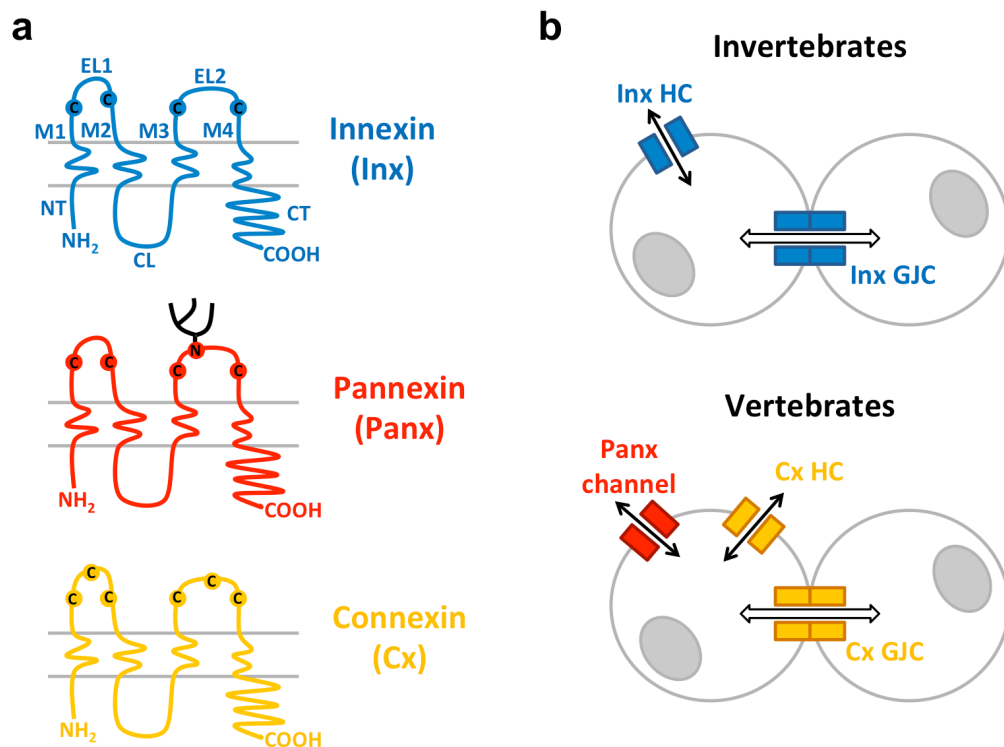 a
EL1
EL2
C
C
C
C
M1
M2
M3
M4
NT
NH2
CL
CT
COOH
Innexin
(Inx)
N
C
C
C
C
NH2
COOH
Pannexin
(Panx)
C
C
C
C
C
C
NH2
COOH
Connexin
(Cx)
b
Invertebrates
Inx HC
Inx GJC
Vertebrates
Panx
channel
Cx HC
Cx GJC